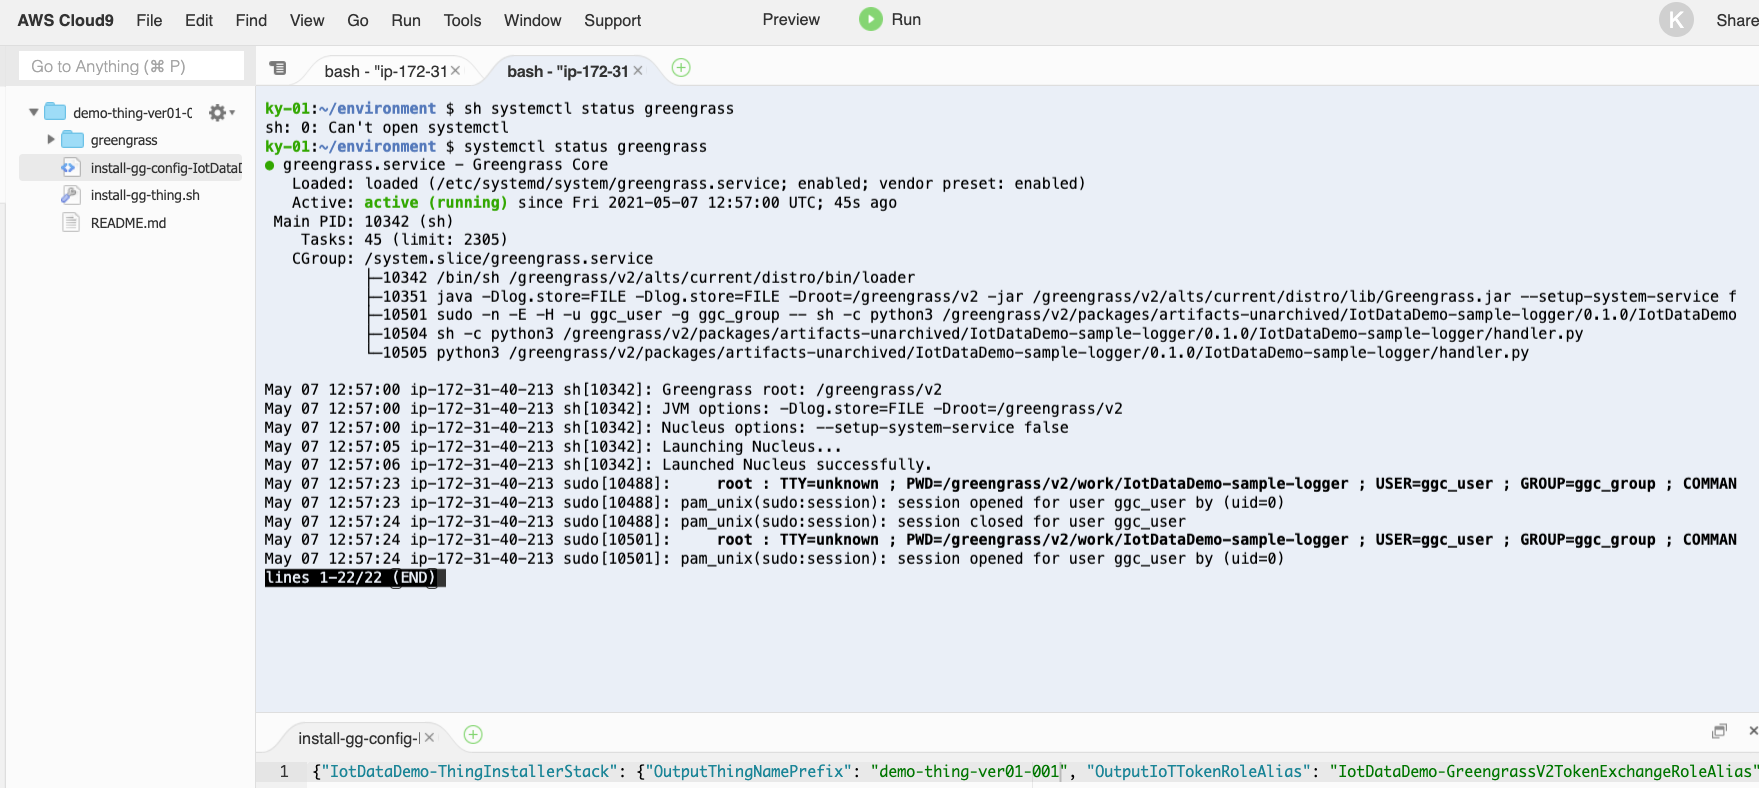 AWS Cloud9 File Edit Find View Go Run Tools Window Support Preview Run K Share
Go to Anything (⌘ P)
bash - "ip-172-31 × bash - "ip-172-31 ×
demo-thing-ver01-0
greengrass
install-gg-config-IotDataD
install-gg-thing.sh
README.md
ky-01:~/environment $ sh systemctl status greengrass
sh: 0: Can't open systemctl
ky-01:~/environment $ systemctl status greengrass
● greengrass.service - Greengrass Core
Loaded: loaded (/etc/systemd/system/greengrass.service; enabled; vendor preset: enabled)
Active: active (running) since Fri 2021-05-07 12:57:00 UTC; 45s ago
Main PID: 10342 (sh)
Tasks: 45 (limit: 2305)
CGroup: /system.slice/greengrass.service
├─10342 /bin/sh /greengrass/v2/alts/current/distro/bin/loader
├─10351 java -Dlog.store=FILE -Dlog.store=FILE -Droot=/greengrass/v2 -jar /greengrass/v2/alts/current/distro/lib/Greengrass.jar --setup-system-service f
├─10501 sudo -n -E -H -u ggc_user -g ggc_group -- sh -c python3 /greengrass/v2/packages/artifacts-unarchived/IotDataDemo-sample-logger/0.1.0/IotDataDemo
├─10504 sh -c python3 /greengrass/v2/packages/artifacts-unarchived/IotDataDemo-sample-logger/0.1.0/IotDataDemo-sample-logger/handler.py
└─10505 python3 /greengrass/v2/packages/artifacts-unarchived/IotDataDemo-sample-logger/0.1.0/IotDataDemo-sample-logger/handler.py
May 07 12:57:00 ip-172-31-40-213 sh[10342]: Greengrass root: /greengrass/v2
May 07 12:57:00 ip-172-31-40-213 sh[10342]: JVM options: -Dlog.store=FILE -Droot=/greengrass/v2
May 07 12:57:00 ip-172-31-40-213 sh[10342]: Nucleus options: --setup-system-service false
May 07 12:57:05 ip-172-31-40-213 sh[10342]: Launching Nucleus...
May 07 12:57:06 ip-172-31-40-213 sh[10342]: Launched Nucleus successfully.
May 07 12:57:23 ip-172-31-40-213 sudo[10488]: root : TTY=unknown ; PWD=/greengrass/v2/work/IotDataDemo-sample-logger ; USER=ggc_user ; GROUP=ggc_group ; COMMAN
May 07 12:57:23 ip-172-31-40-213 sudo[10488]: pam_unix(sudo:session): session opened for user ggc_user by (uid=0)
May 07 12:57:24 ip-172-31-40-213 sudo[10488]: pam_unix(sudo:session): session closed for user ggc_user
May 07 12:57:24 ip-172-31-40-213 sudo[10501]: root : TTY=unknown ; PWD=/greengrass/v2/work/IotDataDemo-sample-logger ; USER=ggc_user ; GROUP=ggc_group ; COMMAN
May 07 12:57:24 ip-172-31-40-213 sudo[10501]: pam_unix(sudo:session): session opened for user ggc_user by (uid=0)
lines 1-22/22 (END)
install-gg-config-I ×
1 {"IotDataDemo-ThingInstallerStack": {"OutputThingNamePrefix": "demo-thing-ver01-001", "OutputIoTTokenRoleAlias": "IotDataDemo-GreengrassV2TokenExchangeRoleAlias"